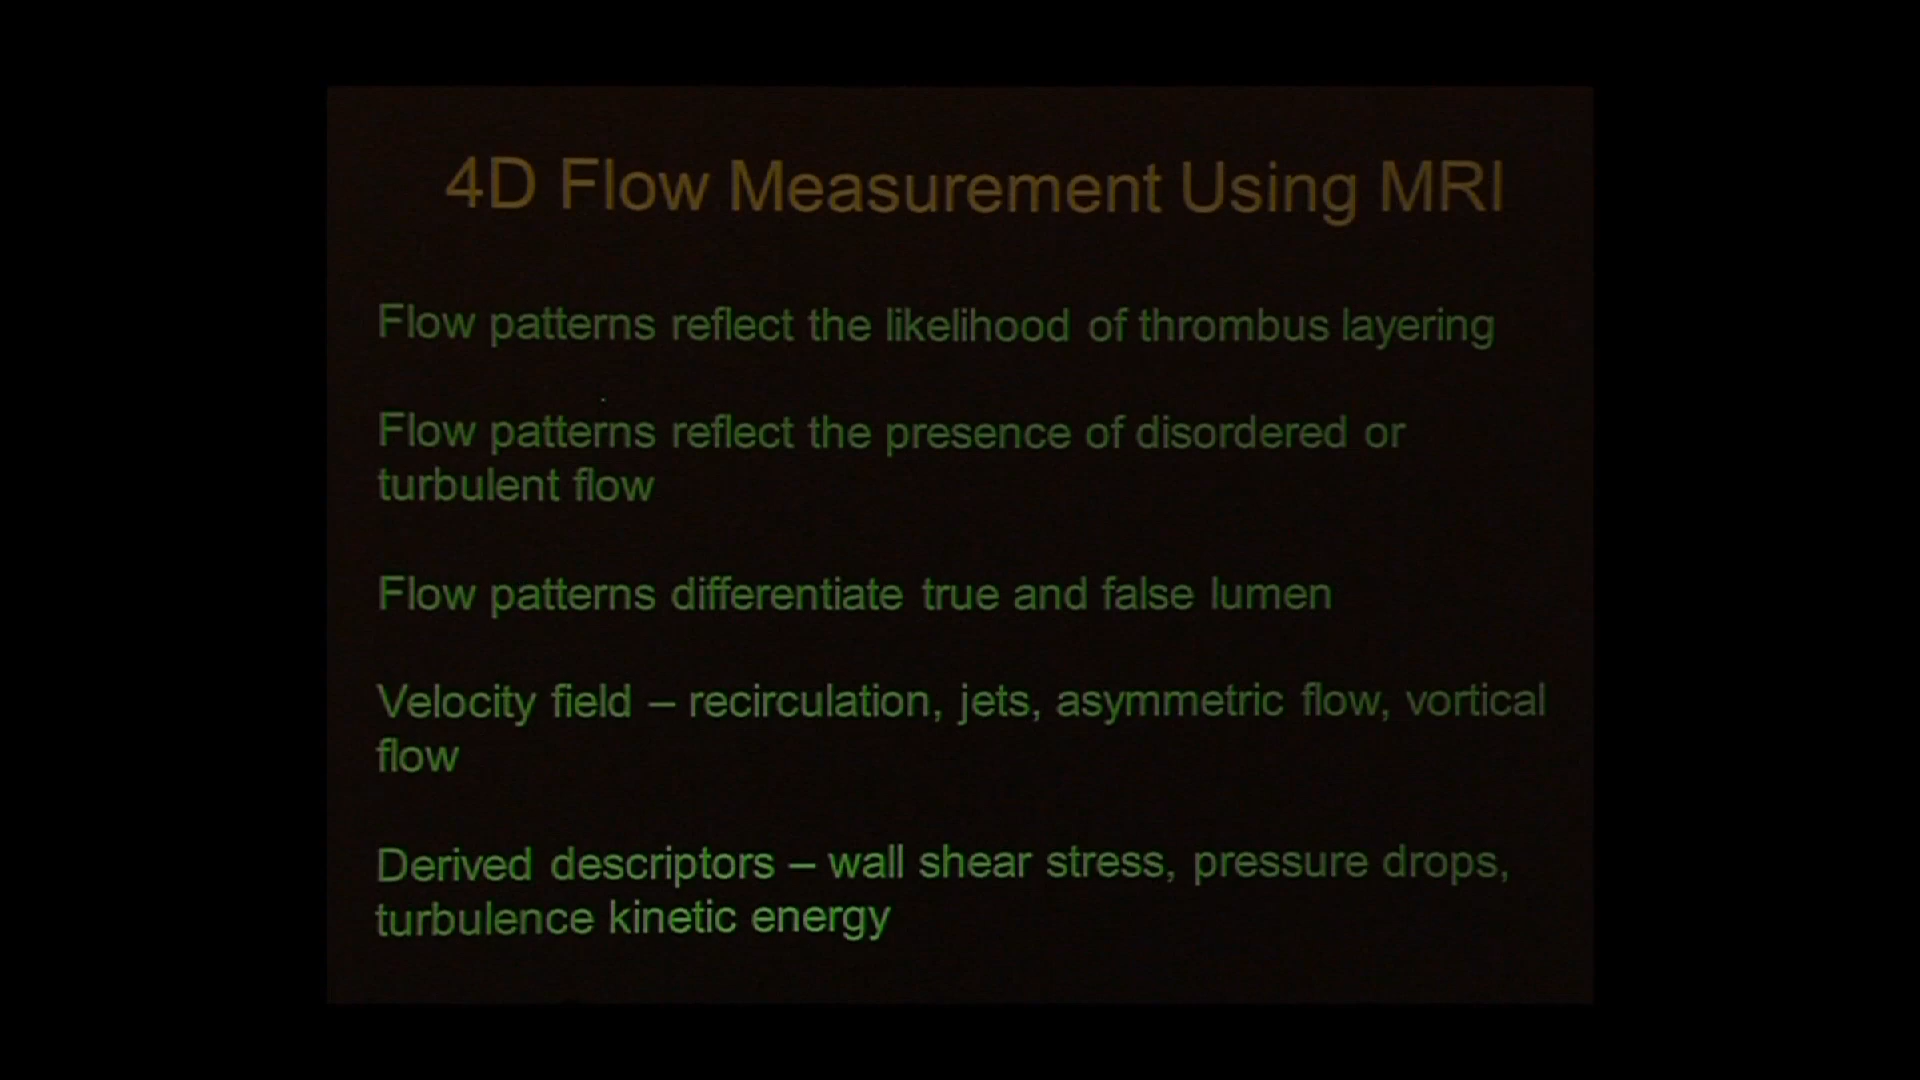 4D Flow Measurement Using MRI
Flow patterns reflect the likelihood of thrombus layering
Flow patterns reflect the presence of disordered or
turbulent flow
Flow patterns differentiate true and false lumen
Velocity field – recirculation, jets, asymmetric flow, vortical
flow
Derived descriptors – wall shear stress, pressure drops,
turbulence kinetic energy